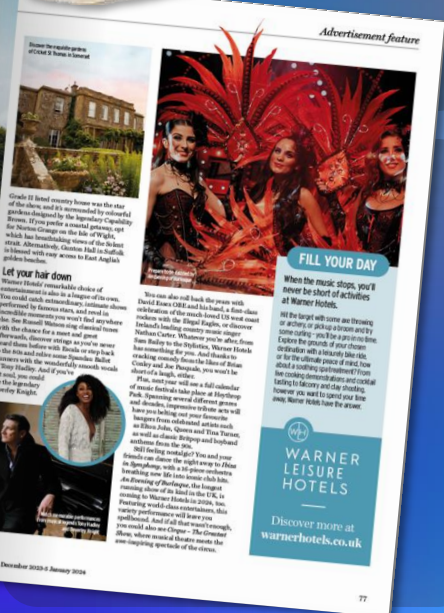 Advertisement feature
Discover the exquisite gardens
of Cricket St Thomas in Somerset
Grade II listed country house was the star
of the show, and it's surrounded by colourful
gardens designed by the legendary Capability
Brown. If you prefer a coastal getaway, opt
for Norton Grange on the Isle of Wight,
which has breathtaking views of the Solent
strait. Alternatively, Gunton Hall in Suffolk
is blessed with easy access to East Anglia's
golden beaches.
Let your hair down
Warner Hotels' remarkable choice of
entertainment is also in a league of its own.
You could catch extraordinary, intimate shows
performed by famous stars, and revel in
incredible moments you won't find anywhere
else. See Russell Watson sing classical tunes
with the chance for a meet and greet
afterwards, discover strings as you've never
heard them before with Escala or step back
the 80s and relive some Spandau Ballet
with the wonderfully smooth vocals
Tony Hadley. And if you
soul, you could
the legendary
Beverley Knight.
performances
Tony Hadley
and Beverley Knight
Prepare to be dazzled by
An Evening of Burlesque
You can also roll back the years with
David Essex OBE and his band, a first-class
celebration of the much-loved US west coast
rockers with the Illegal Eagles, or discover
Ireland's leading country music singer
Nathan Carter. Whatever you're after, from
Sam Bailey to the Stylistics, Warner Hotels
has something for you. And thanks to
cracking comedy from the likes of Brian
Conley and Joe Pasquale, you won't be
short of a laugh, either.
Plus, next year will see a full calendar
of music festivals take place at Heythrop
Park. Spanning several different genres
and decades, impressive tribute acts will
have you belting out your favourite
bangers from celebrated artists such
as Elton John, Queen and Tina Turner,
as well as classic Britpop and boyband
anthems from the 90s.
Still feeling nostalgic? You and your
friends can dance the night away to Ibiza
in Symphony, with a 16-piece orchestra
breathing new life into iconic club hits.
An Evening of Burlesque, the longest
running show of its kind in the UK, is
coming to Warner Hotels in 2024, too.
Featuring world-class entertainers, this
variety performance will leave you
spellbound. And if all that wasn't enough,
you could also see Cirque – The Greatest
Show, where musical theatre meets the
awe-inspiring spectacle of the circus.
FILL YOUR DAY
When the music stops, you'll
never be short of activities
at Warner Hotels.
Hit the target with some axe throwing
or archery, or pick up a broom and try
some curling – you'll be a pro in no time.
Explore the grounds of your chosen
destination with a leisurely bike ride,
or for the ultimate peace of mind, how
about a soothing spa treatment? From
live cooking demonstrations and cocktail
tasting to falconry and clay shooting,
however you want to spend your time
away, Warner Hotels have the answer.
WH
WARNER
LEISURE
HOTELS
Discover more at
warnerhotels.co.uk
December 2023-5 January 2024
77